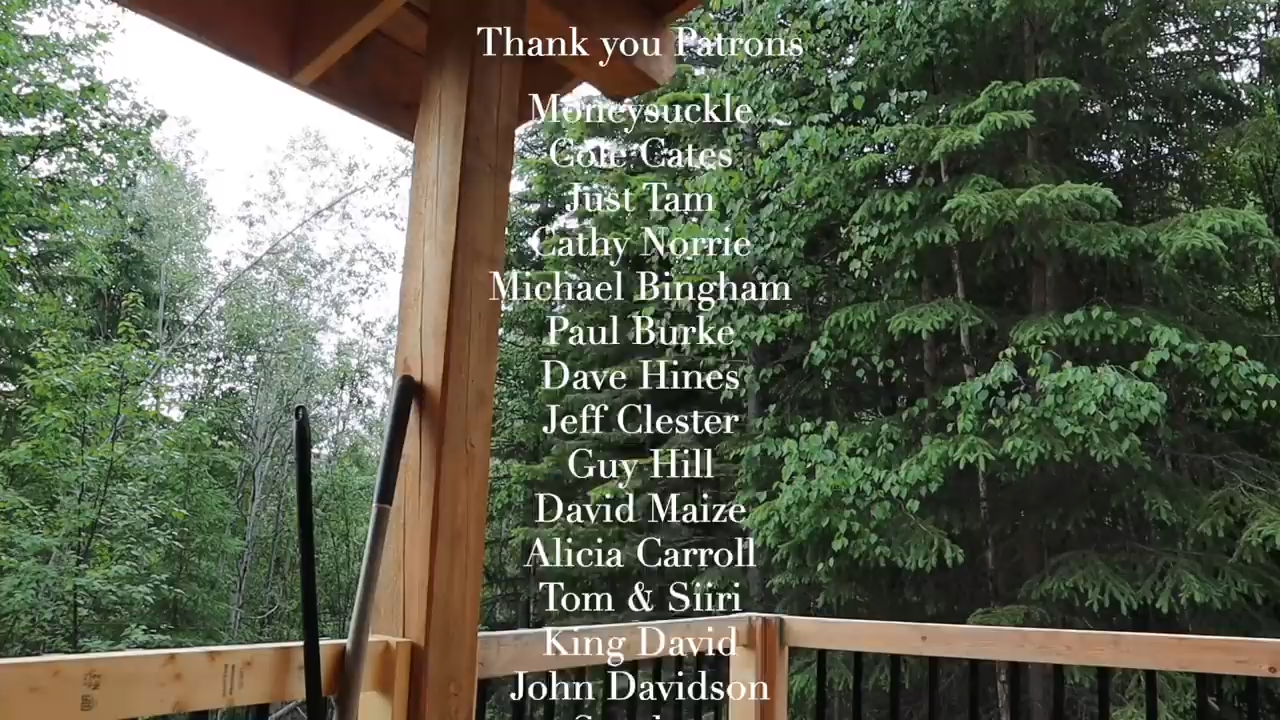 Thank you Patrons
Moneysuckle
Cole Cates
Just Tam
Cathy Norrie
Michael Bingham
Paul Burke
Dave Hines
Jeff Clester
Guy Hill
David Maize
Alicia Carroll
Tom & Siiri
King David
John Davidson